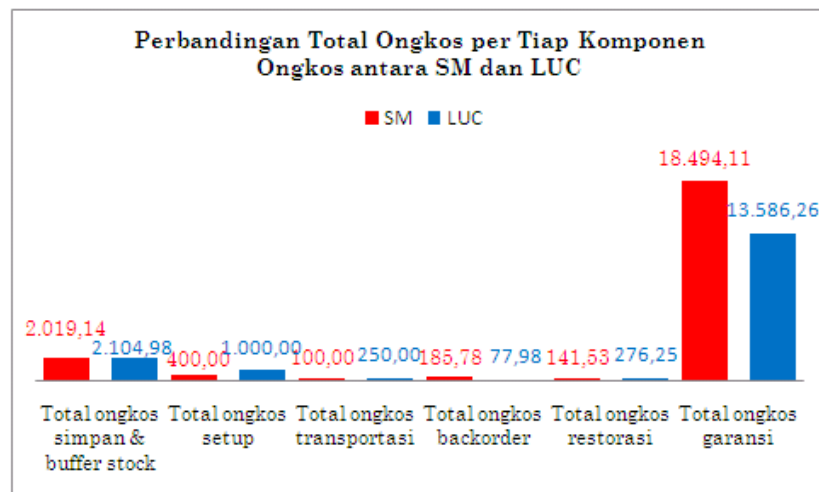 Perbandingan Total Ongkos per Tiap Komponen
Ongkos antara SM dan LUC
SM LUC
18.494,11
13.586,26
2.019,14
2.104,98
400,00
1.000,00
100,00
250,00
185,78
77,98
141,53
276,25
Total ongkos
simpan &
buffer stock
Total ongkos
setup
Total ongkos
transportasi
Total ongkos
backorder
Total ongkos
restorasi
Total ongkos
garansi